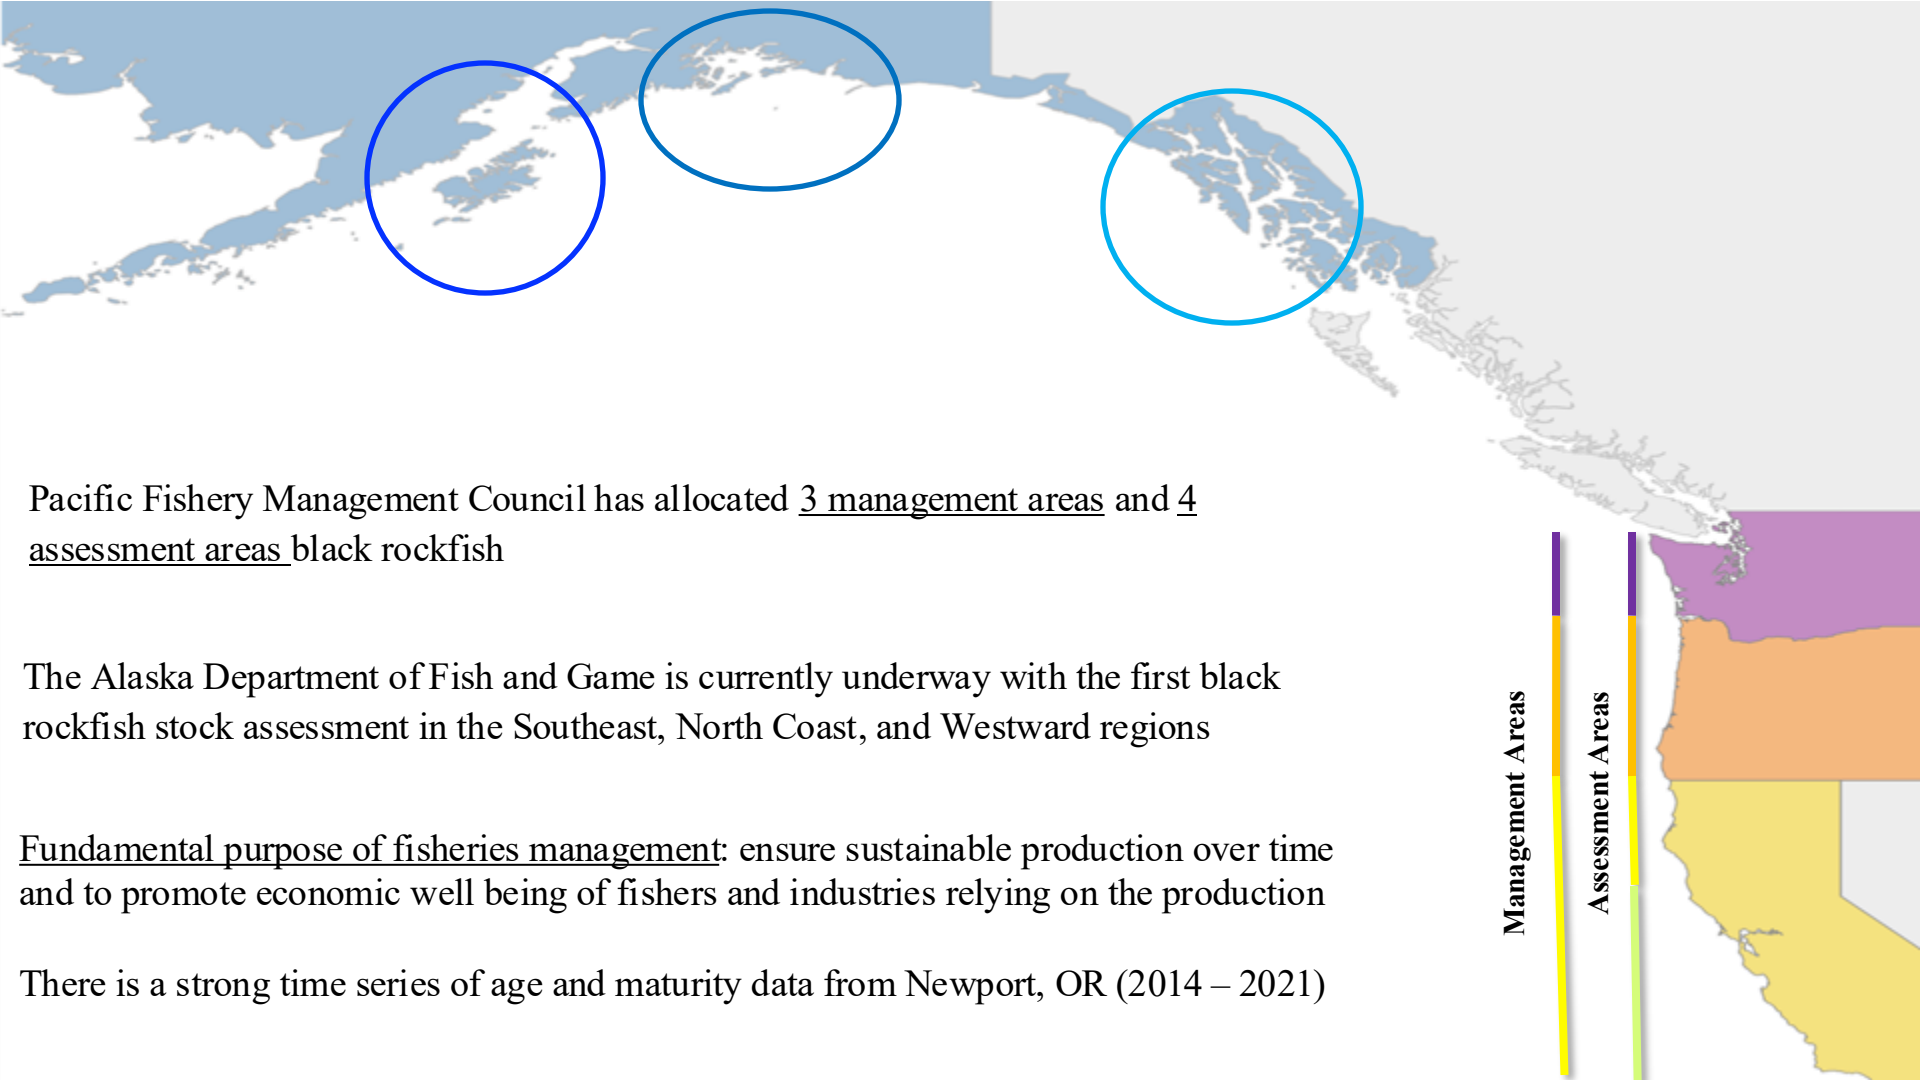 Pacific Fishery Management Council has allocated 3 management areas and 4
assessment areas black rockfish
The Alaska Department of Fish and Game is currently underway with the first black
rockfish stock assessment in the Southeast, North Coast, and Westward regions
Fundamental purpose of fisheries management: ensure sustainable production over time
and to promote economic well being of fishers and industries relying on the production
There is a strong time series of age and maturity data from Newport, OR (2014 – 2021)
Management Areas
Assessment Areas